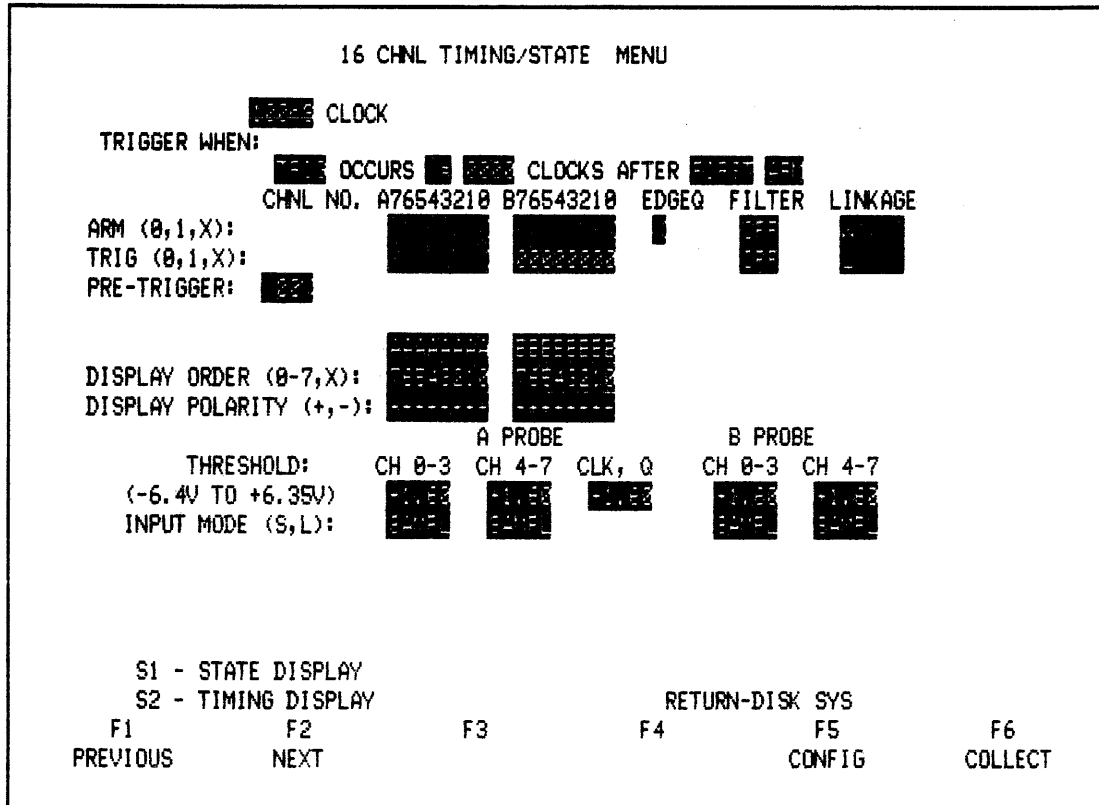 16 CHNL TIMING/STATE MENU
CLOCK
TRIGGER WHEN:
OCCURS CLOCKS AFTER
CHNL NO. A76543210 B76543210 EDGEQ FILTER LINKAGE
ARM (0,1,X):
TRIG (0,1,X):
PRE-TRIGGER:
DISPLAY ORDER (0-7,X):
DISPLAY POLARITY (+,-):
A PROBE B PROBE
THRESHOLD: CH 0-3 CH 4-7 CLK, Q CH 0-3 CH 4-7
(-6.4V TO +6.35V)
INPUT MODE (S,L):
S1 - STATE DISPLAY
S2 - TIMING DISPLAY RETURN-DISK SYS
F1 F2 F3 F4 F5 F6
PREVIOUS NEXT CONFIG COLLECT